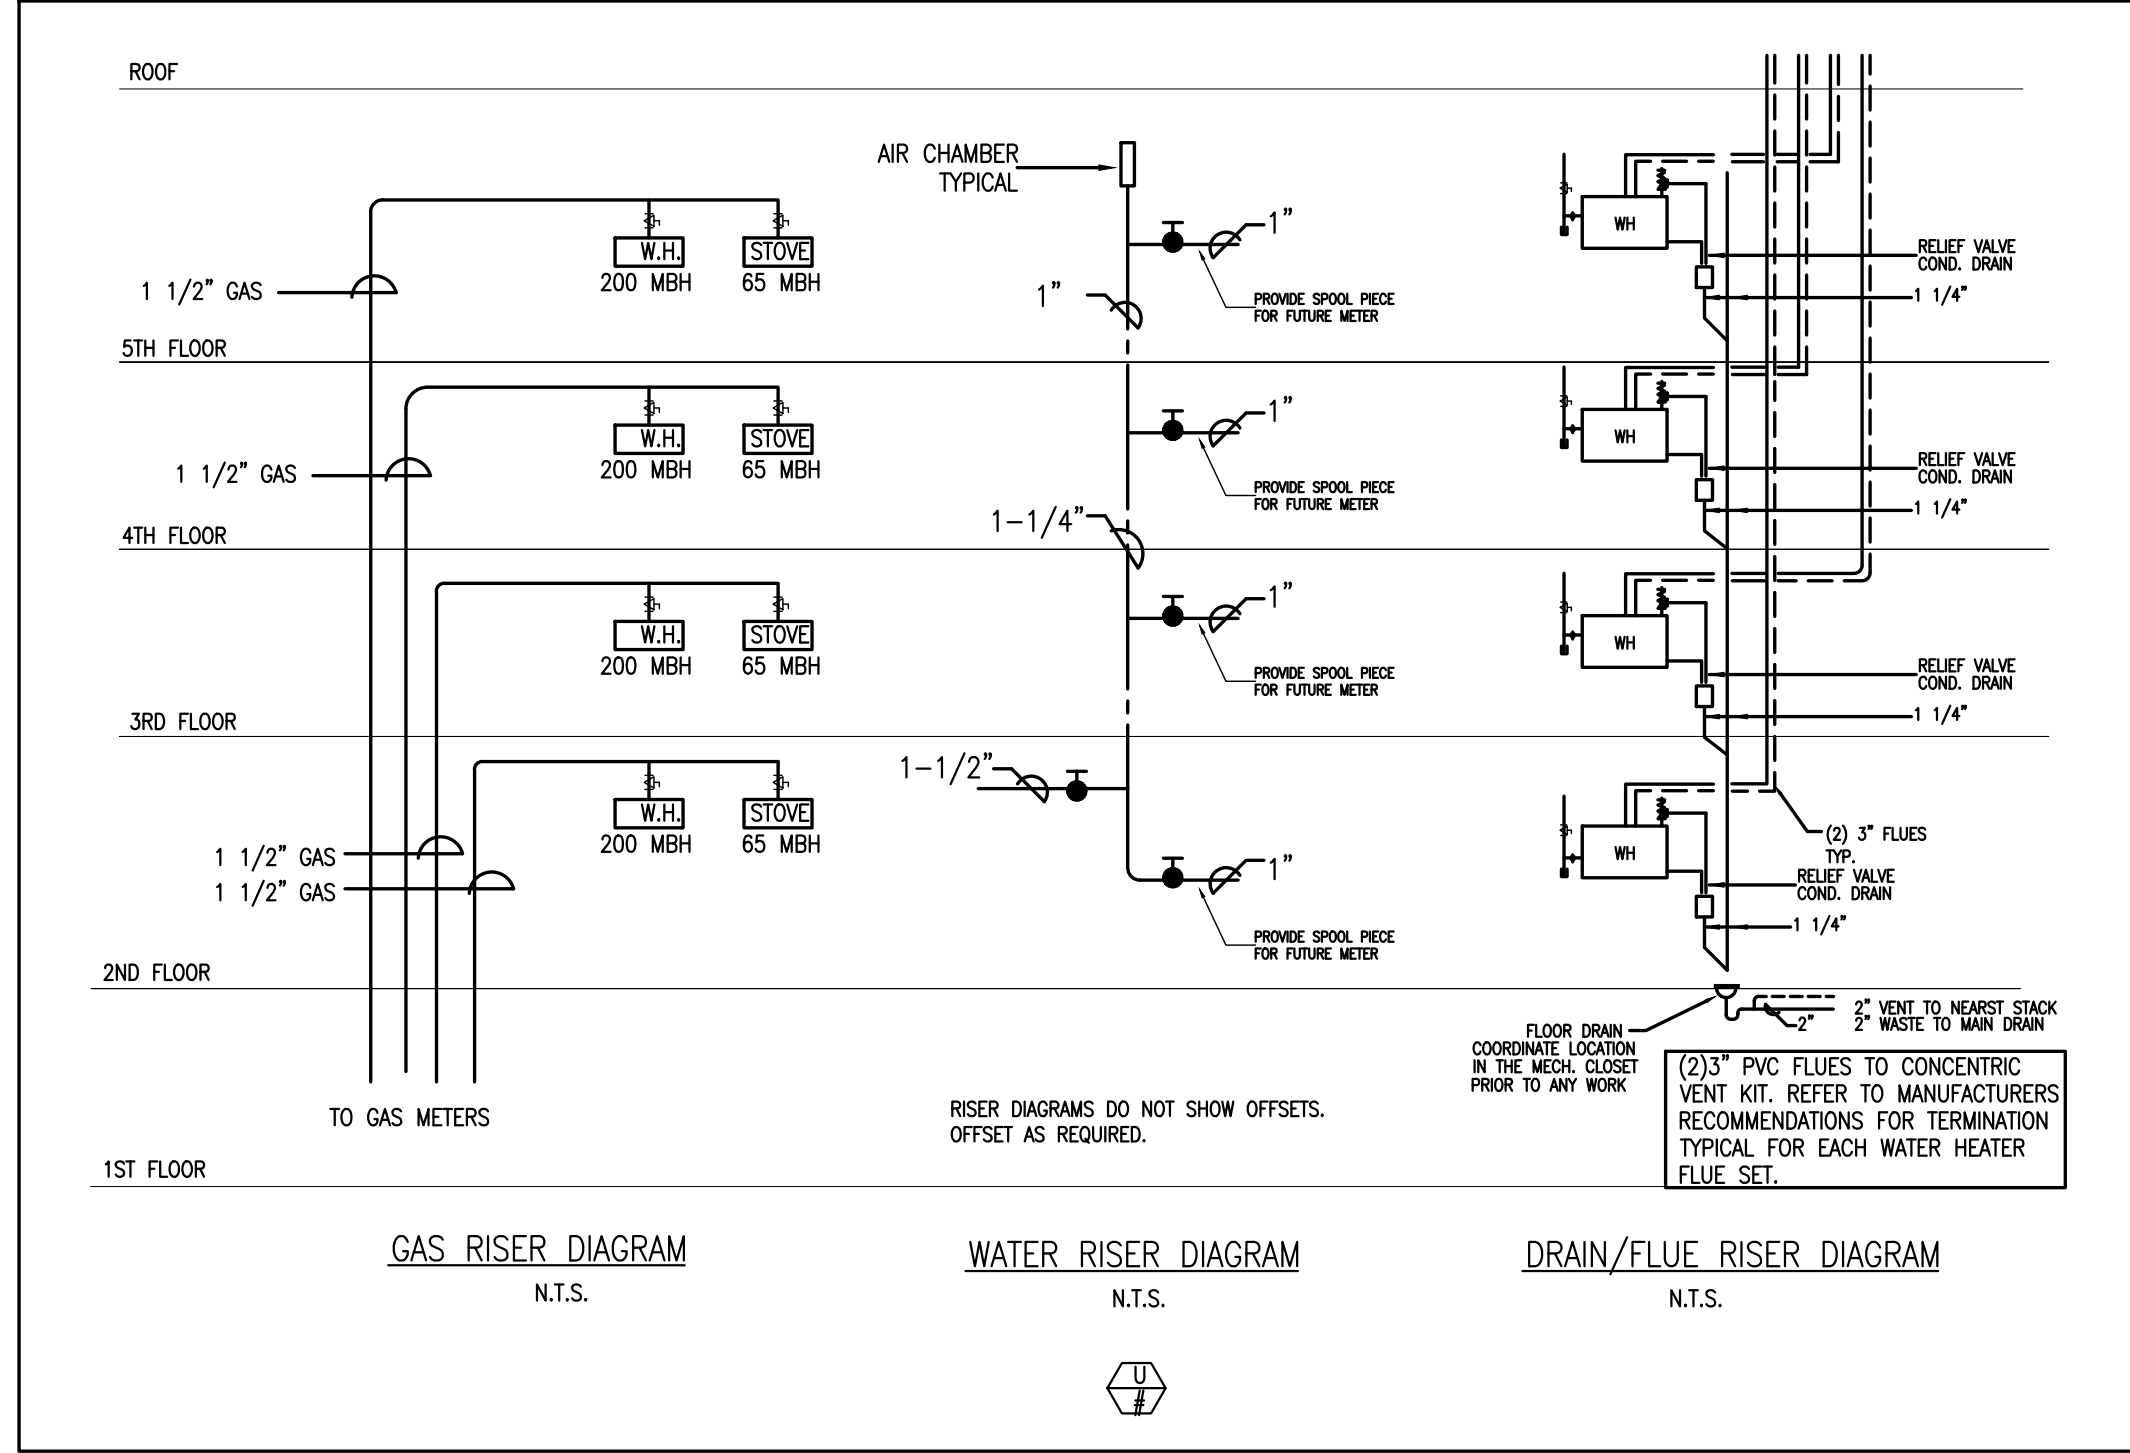 ROOF
AIR CHAMBER
TYPICAL
1"
W.H.
STOVE
WH
200 MBH
65 MBH
RELIEF VALVE
COND. DRAIN
1 1/2" GAS
1"
PROVIDE SPOOL PIECE
FOR FUTURE METER
1 1/4"
5TH FLOOR
1"
W.H.
STOVE
WH
1 1/2" GAS
200 MBH
65 MBH
RELIEF VALVE
COND. DRAIN
PROVIDE SPOOL PIECE
FOR FUTURE METER
1 1/4"
1-1/4"
4TH FLOOR
1"
W.H.
STOVE
WH
200 MBH
65 MBH
PROVIDE SPOOL PIECE
FOR FUTURE METER
RELIEF VALVE
COND. DRAIN
1 1/4"
3RD FLOOR
1-1/2"
W.H.
STOVE
200 MBH
65 MBH
1 1/2" GAS
1 1/2" GAS
1"
WH
(2) 3" FLUES
TYP.
RELIEF VALVE
COND. DRAIN
1 1/4"
PROVIDE SPOOL PIECE
FOR FUTURE METER
2ND FLOOR
2" VENT TO NEARST STACK
2" WASTE TO MAIN DRAIN
2"
FLOOR DRAIN
COORDINATE LOCATION
IN THE MECH. CLOSET
PRIOR TO ANY WORK
TO GAS METERS
RISER DIAGRAMS DO NOT SHOW OFFSETS.
OFFSET AS REQUIRED.
(2)3" PVC FLUES TO CONCENTRIC
VENT KIT. REFER TO MANUFACTURERS
RECOMMENDATIONS FOR TERMINATION
TYPICAL FOR EACH WATER HEATER
FLUE SET.
1ST FLOOR
GAS RISER DIAGRAM
N.T.S.
WATER RISER DIAGRAM
N.T.S.
DRAIN/FLUE RISER DIAGRAM
N.T.S.
U
#